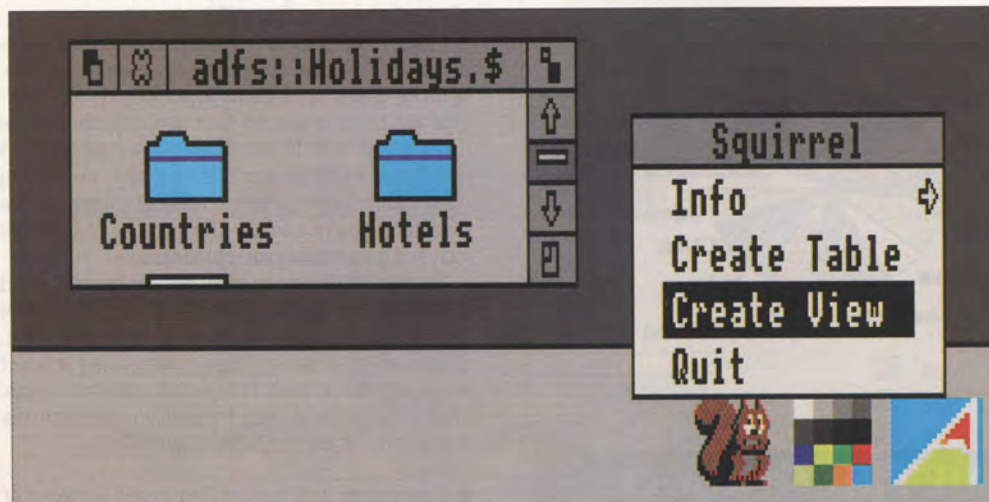 adfs::Holidays.$
Countries
Hotels
Squirrel
Info
Create Table
Create View
Quit